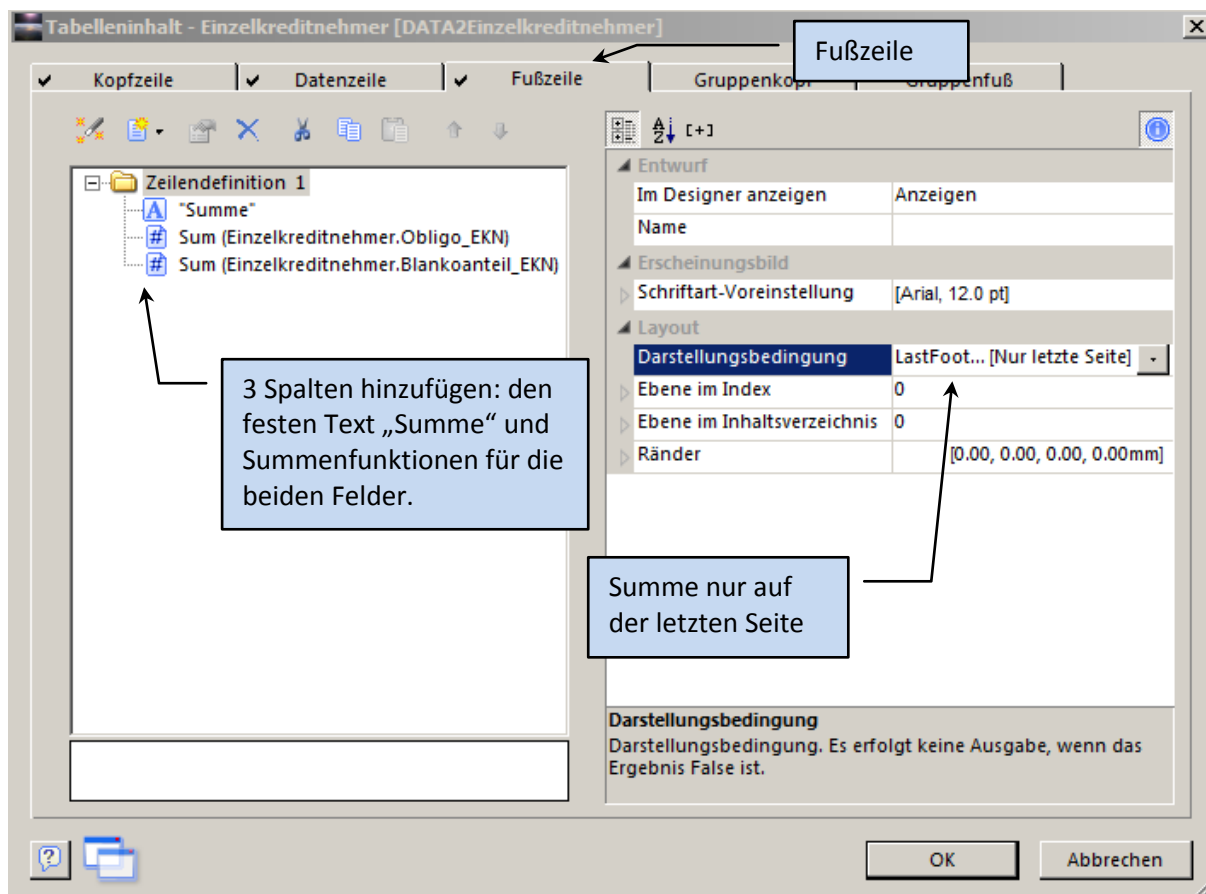 Tabelleninhalt - Einzelkreditnehmer [DATA2Einzelkreditnehmer]
Fußzeile
Kopfzeile
Datenzeile
Fußzeile
Gruppenkopf
Gruppenfuß
[+]
Zeilendefinition 1
"Summe"
Sum (Einzelkreditnehmer.Obligo_EKN)
Sum (Einzelkreditnehmer.Blankoanteil_EKN)
3 Spalten hinzufügen: den
festen Text „Summe“ und
Summenfunktionen für die
beiden Felder.
Entwurf
Im Designer anzeigen Anzeigen
Name
Erscheinungsbild
Schriftart-Voreinstellung [Arial, 12.0 pt]
Layout
Darstellungsbedingung LastFoot... [Nur letzte Seite]
Ebene im Index 0
Ebene im Inhaltsverzeichnis 0
Ränder [0.00, 0.00, 0.00, 0.00mm]
Summe nur auf
der letzten Seite
Darstellungsbedingung
Darstellungsbedingung. Es erfolgt keine Ausgabe, wenn das
Ergebnis False ist.
OK
Abbrechen